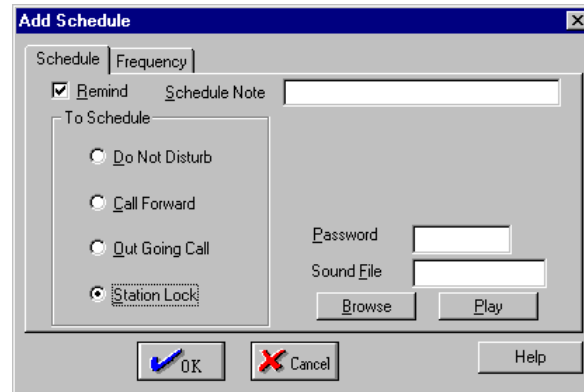 Add Schedule
Schedule Frequency
Remind Schedule Note
To Schedule
Do Not Disturb
Call Forward
Out Going Call
Password
Sound File
Station Lock
Browse Play
OK Cancel Help